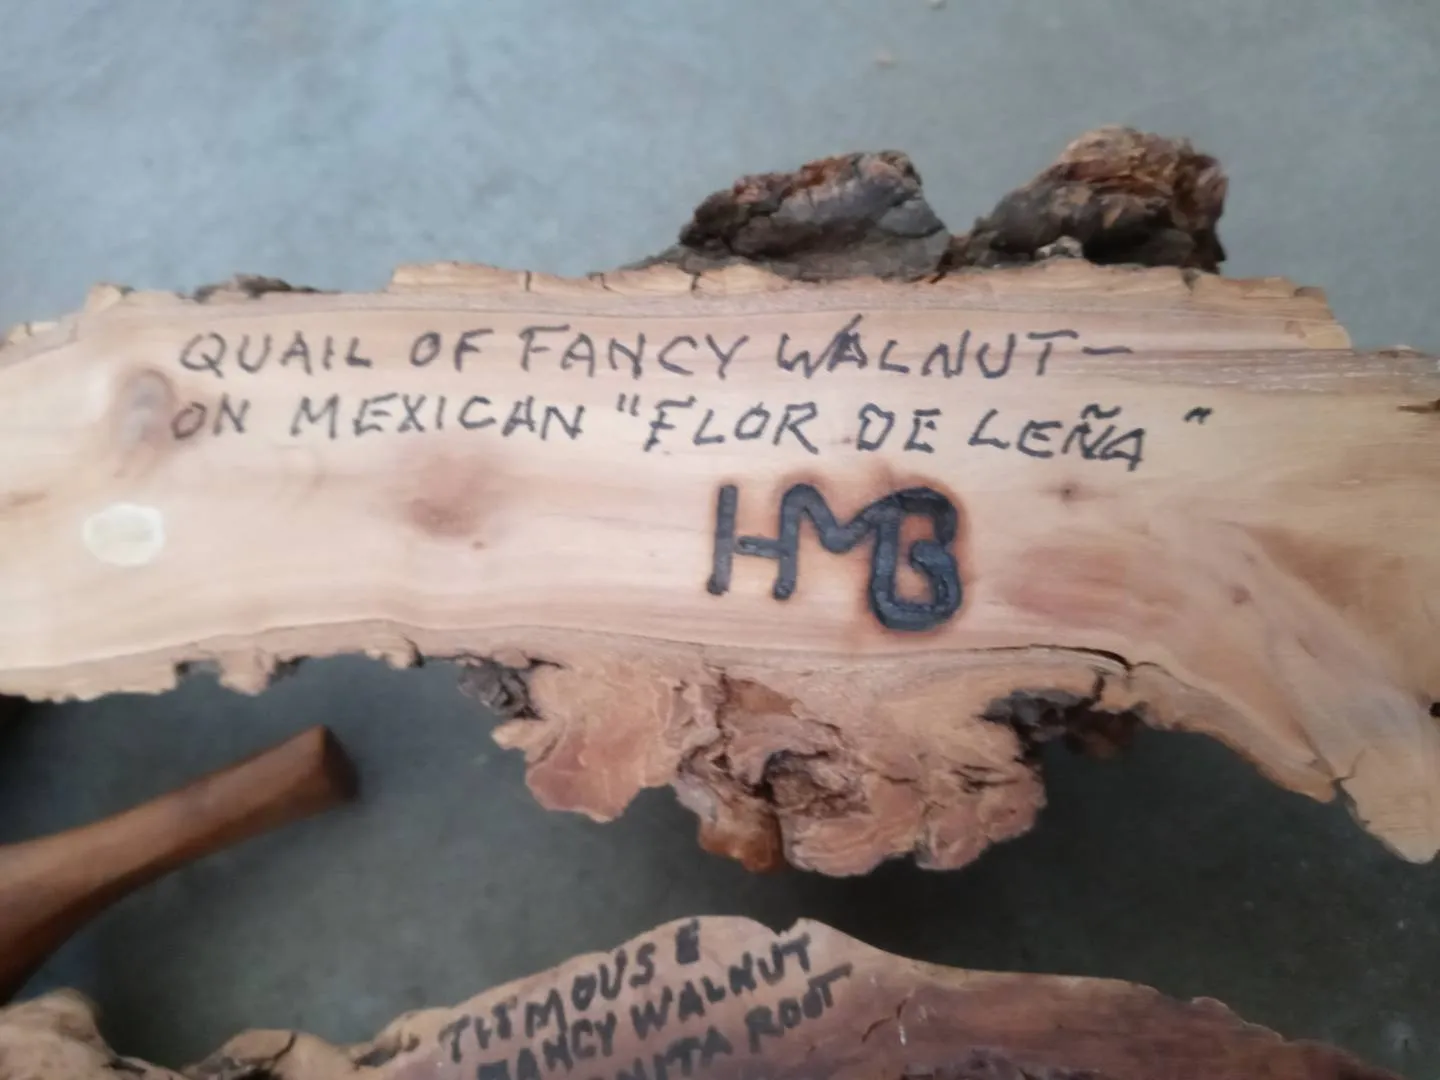 QUAIL OF FANCY WALNUT—
ON MEXICAN "FLOR DE LEÑA"
HMB
TITMOUSE
FANCY WALNUT
ROOT